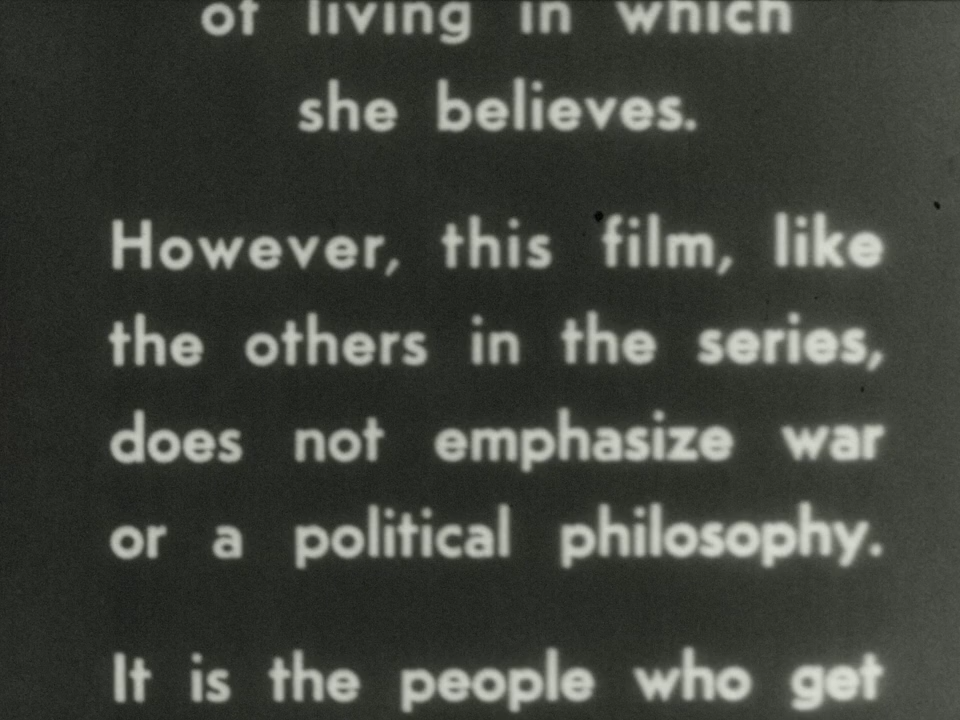 of living in which
she believes.
However, this film, like
the others in the series,
does not emphasize war
or a political philosophy.
It is the people who get